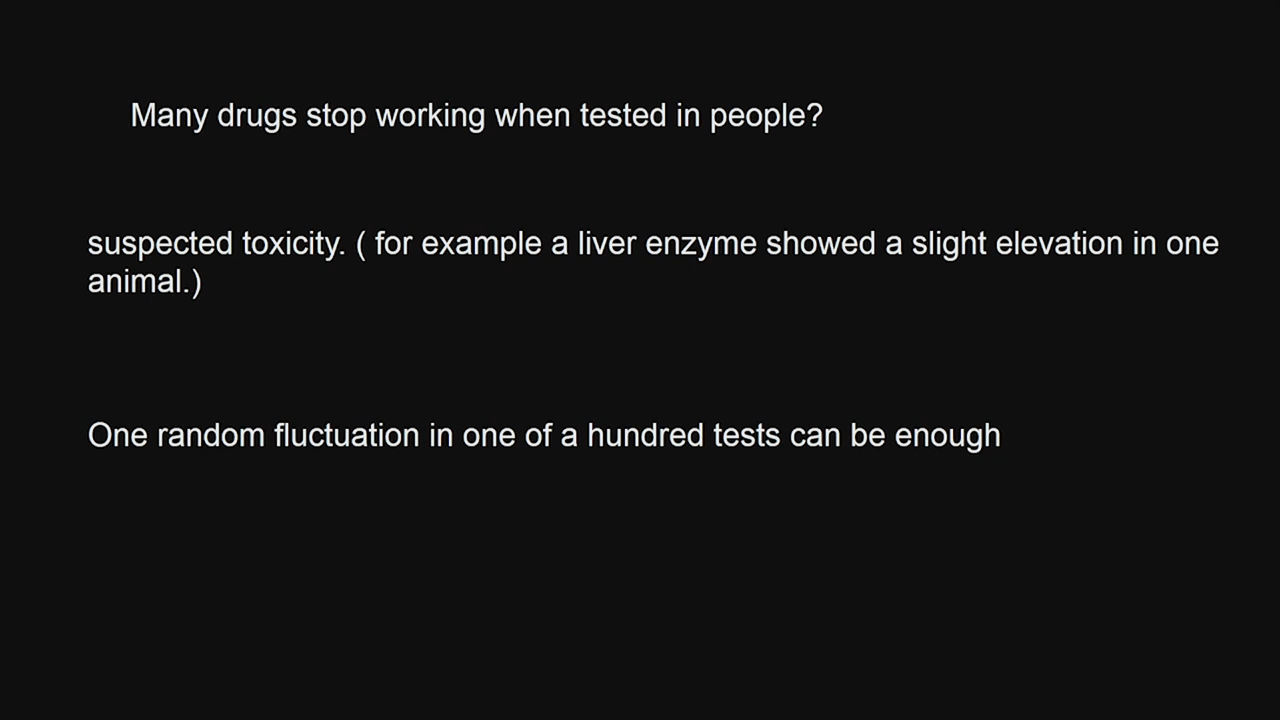 Many drugs stop working when tested in people?
suspected toxicity. ( for example a liver enzyme showed a slight elevation in one
animal.)
One random fluctuation in one of a hundred tests can be enough